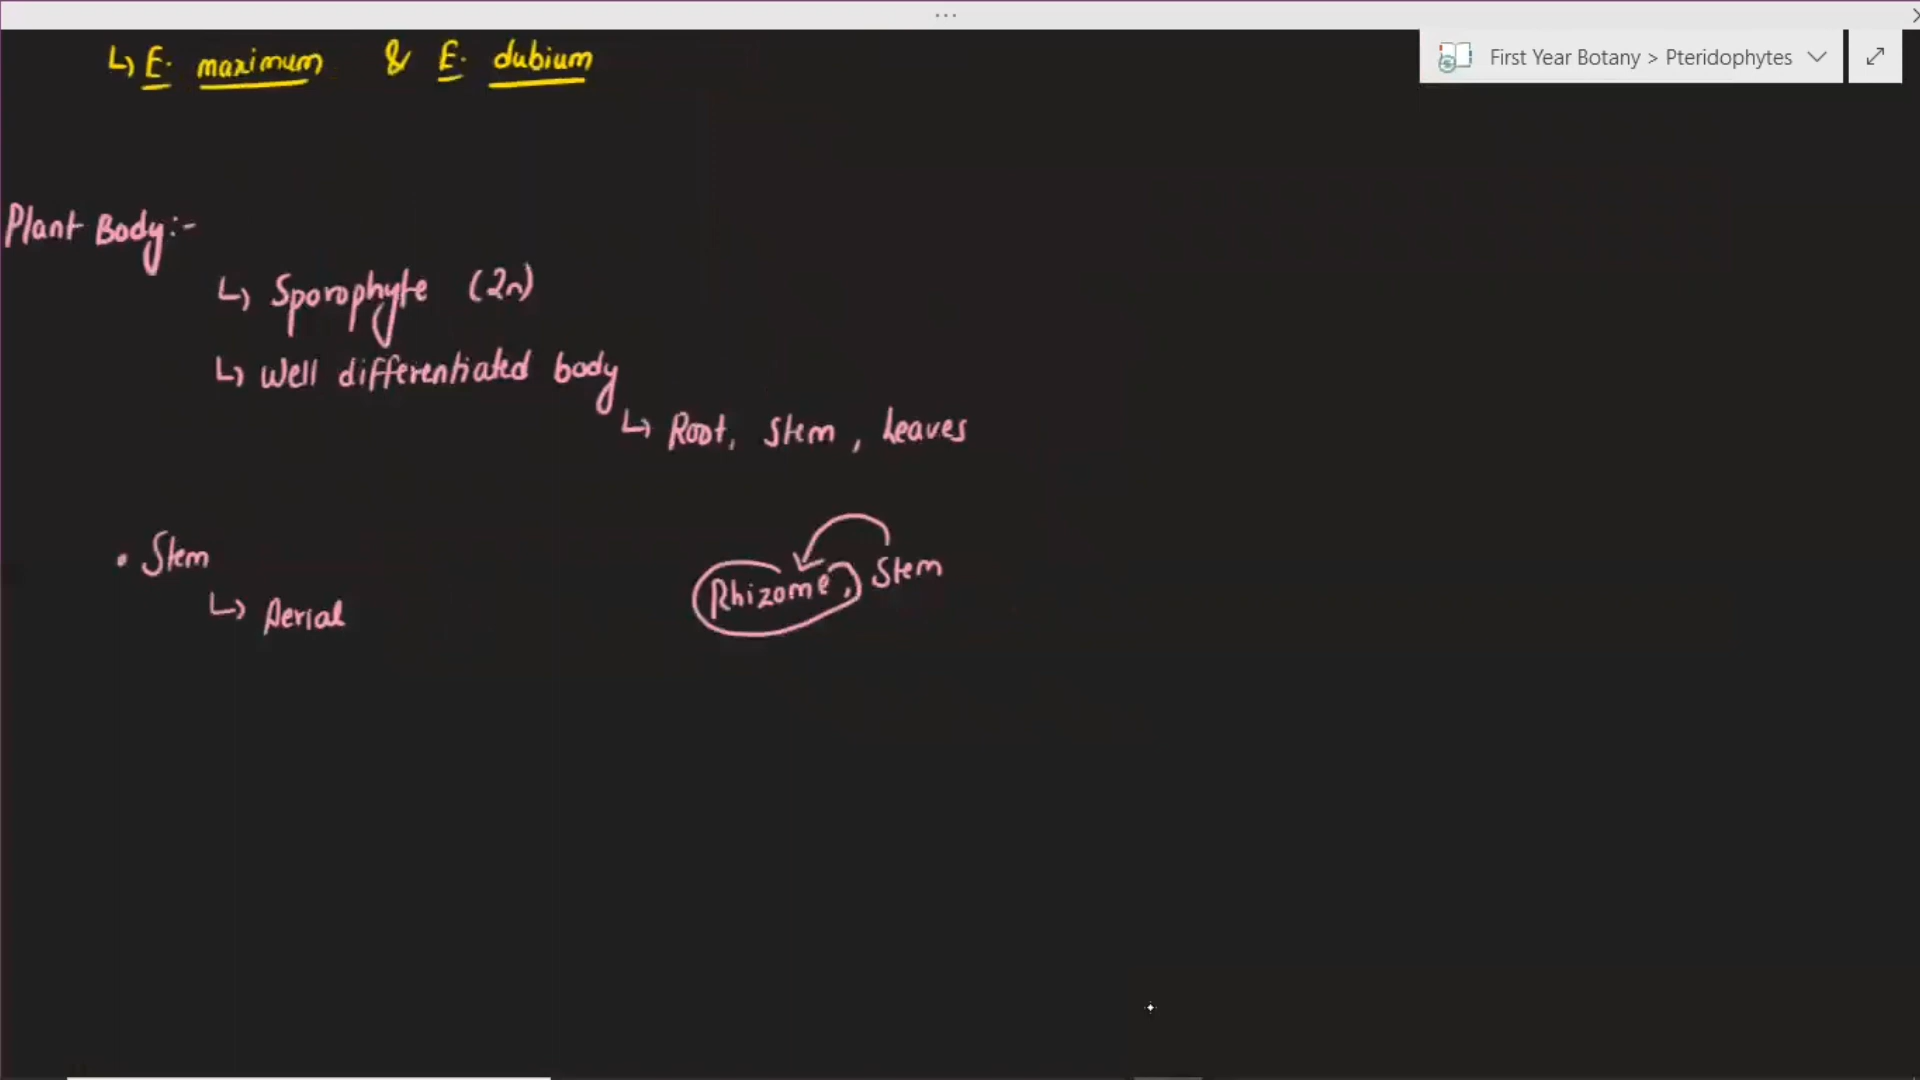 ...
↳ E. maximum & E. dubium
First Year Botany > Pteridophytes
Plant Body:-
↳ Sporophyte (2n)
↳ Well differentiated body
↳ Root, Stem, Leaves
• Stem
Rhizome, Stem
↳ Aerial